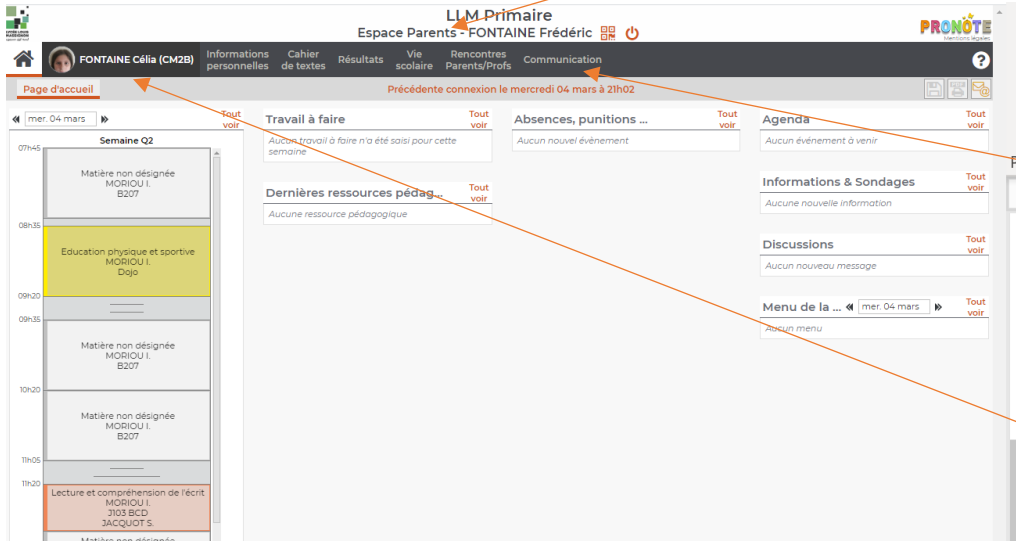 LLM Primaire
Espace Parents - FONTAINE Frédéric
PRONOTE
Mentions légales
FONTAINE Célia (CM2B)
Informations personnelles
Cahier de textes
Résultats
Vie scolaire
Rencontres Parents/Profs
Communication
?
Page d'accueil
Précédente connexion le mercredi 04 mars à 21h02
mer. 04 mars
Tout voir
Semaine Q2
07h45
Matière non désignée
MORIOU I.
B207
08h35
Education physique et sportive
MORIOU I.
Dojo
09h20
09h35
Matière non désignée
MORIOU I.
B207
10h20
Matière non désignée
MORIOU I.
B207
11h05
11h20
Lecture et compréhension de l'écrit
MORIOU I.
J103 BCD
JACQUOT S.
Matière non désignée
Travail à faire
Tout voir
Aucun travail à faire n'a été saisi pour cette
semaine
Dernières ressources pédag...
Tout voir
Aucune ressource pédagogique
Absences, punitions ...
Tout voir
Aucun nouvel évènement
Agenda
Tout voir
Aucun événement à venir
Informations & Sondages
Tout voir
Aucune nouvelle information
Discussions
Tout voir
Aucun nouveau message
Menu de la ...
mer. 04 mars
Tout voir
Aucun menu